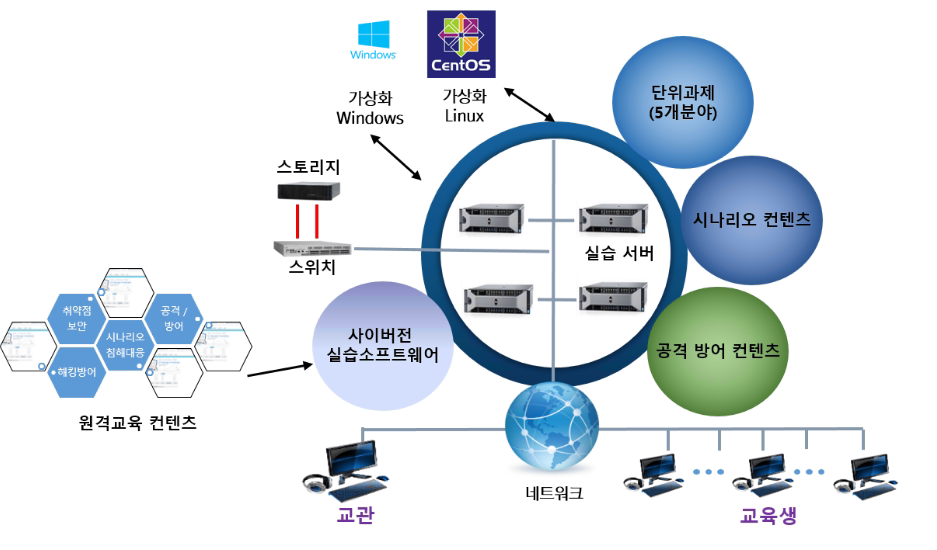 Windows
CentOS
가상화
Windows
가상화
Linux
단위과제
(5개분야)
스토리지
시나리오 컨텐츠
스위치
실습 서버
취약점
보안
공격 /
방어
시나리오
침해대응
해킹방어
사이버전
실습소프트웨어
공격 방어 컨텐츠
원격교육 컨텐츠
네트워크
교관
교육생